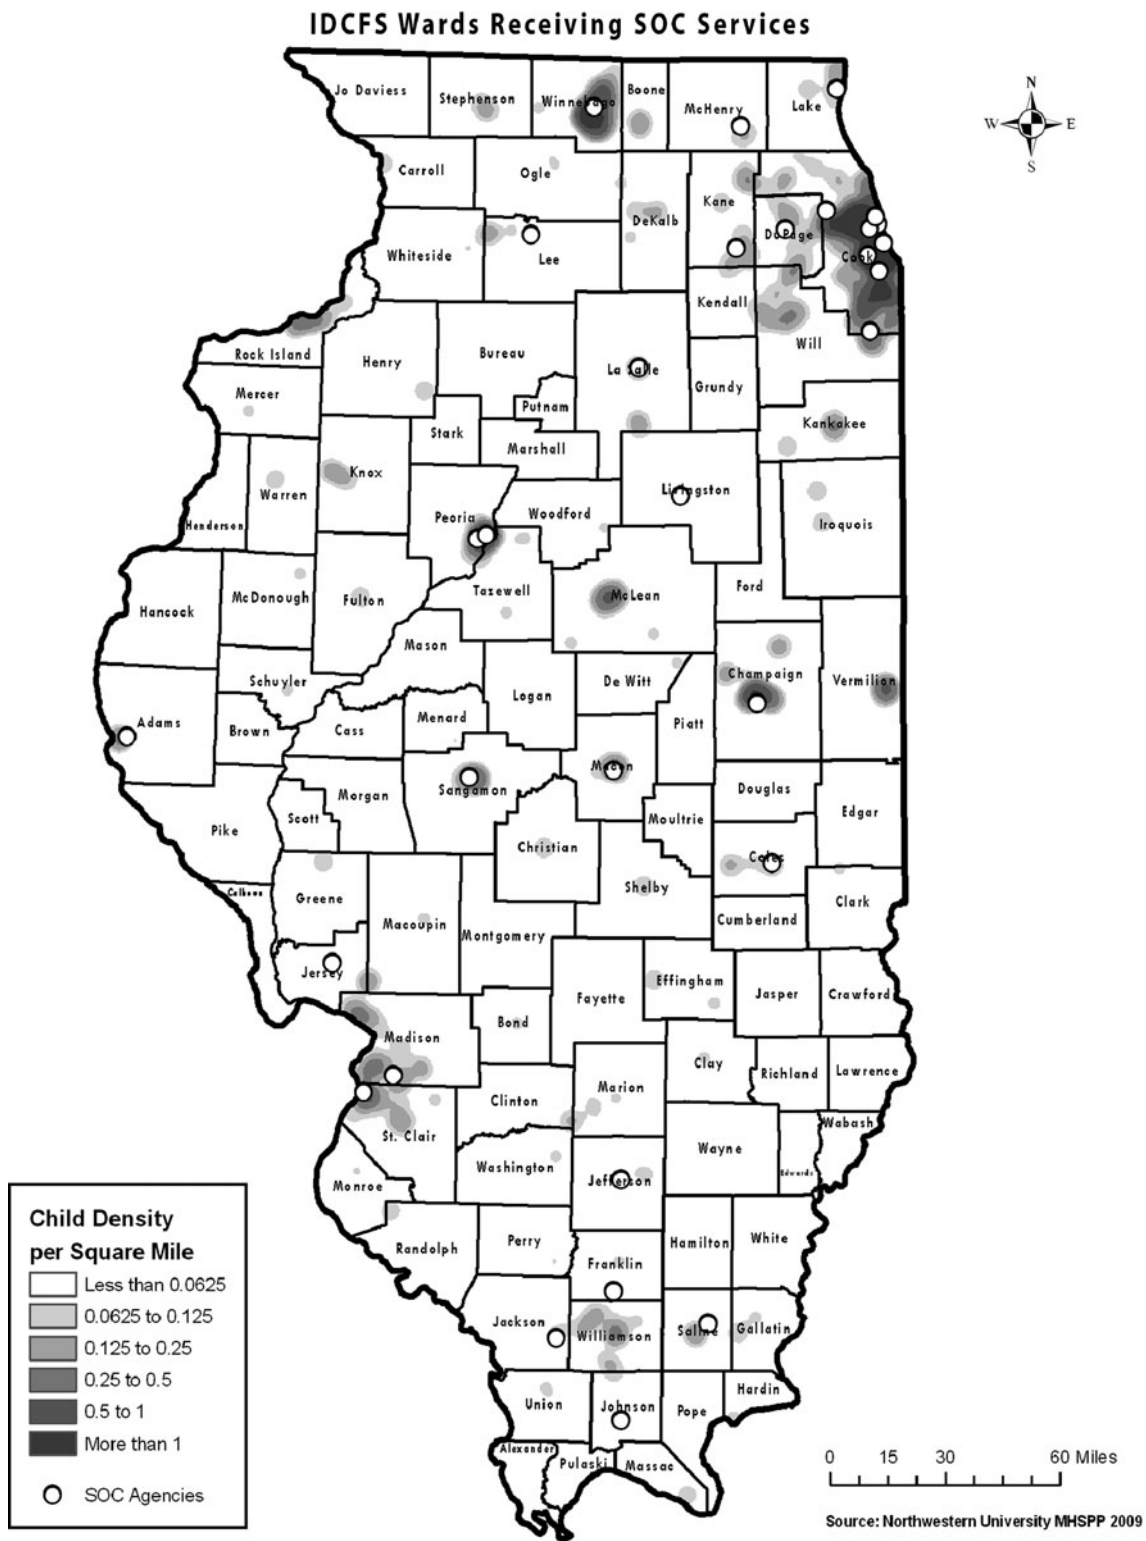 IDCFS Wards Receiving SOC Services
N
W E
S
Jo Daviess
Stephenson
Winnebago
Boone
McHenry
Lake
Carroll
Ogle
DeKalb
Kane
DuPage
Cook
Whiteside
Lee
Kendall
Will
Rock Island
Henry
Bureau
La Salle
Grundy
Mercer
Putnam
Kankakee
Stark
Marshall
Knox
Warren
Henderson
Peoria
Woodford
Livingston
Iroquois
Ford
Hancock
McDonough
Fulton
Tazewell
McLean
Mason
Schuyler
Logan
De Witt
Champaign
Vermilion
Adams
Brown
Cass
Menard
Piatt
Macon
Sangamon
Morgan
Scott
Pike
Douglas
Edgar
Moultrie
Christian
Coles
Shelby
Calhoun
Greene
Clark
Cumberland
Macoupin
Montgomery
Jersey
Fayette
Effingham
Jasper
Crawford
Bond
Madison
Clay
Richland
Lawrence
Marion
Clinton
St. Clair
Wabash
Wayne
Edwards
Washington
Jefferson
Monroe
Randolph
Perry
Hamilton
White
Franklin
Jackson
Williamson
Saline
Gallatin
Union
Johnson
Pope
Hardin
Alexander
Pulaski
Massac
Child Density
per Square Mile
Less than 0.0625
0.0625 to 0.125
0.125 to 0.25
0.25 to 0.5
0.5 to 1
More than 1
SOC Agencies
0 15 30 60 Miles
Source: Northwestern University MHSPP 2009